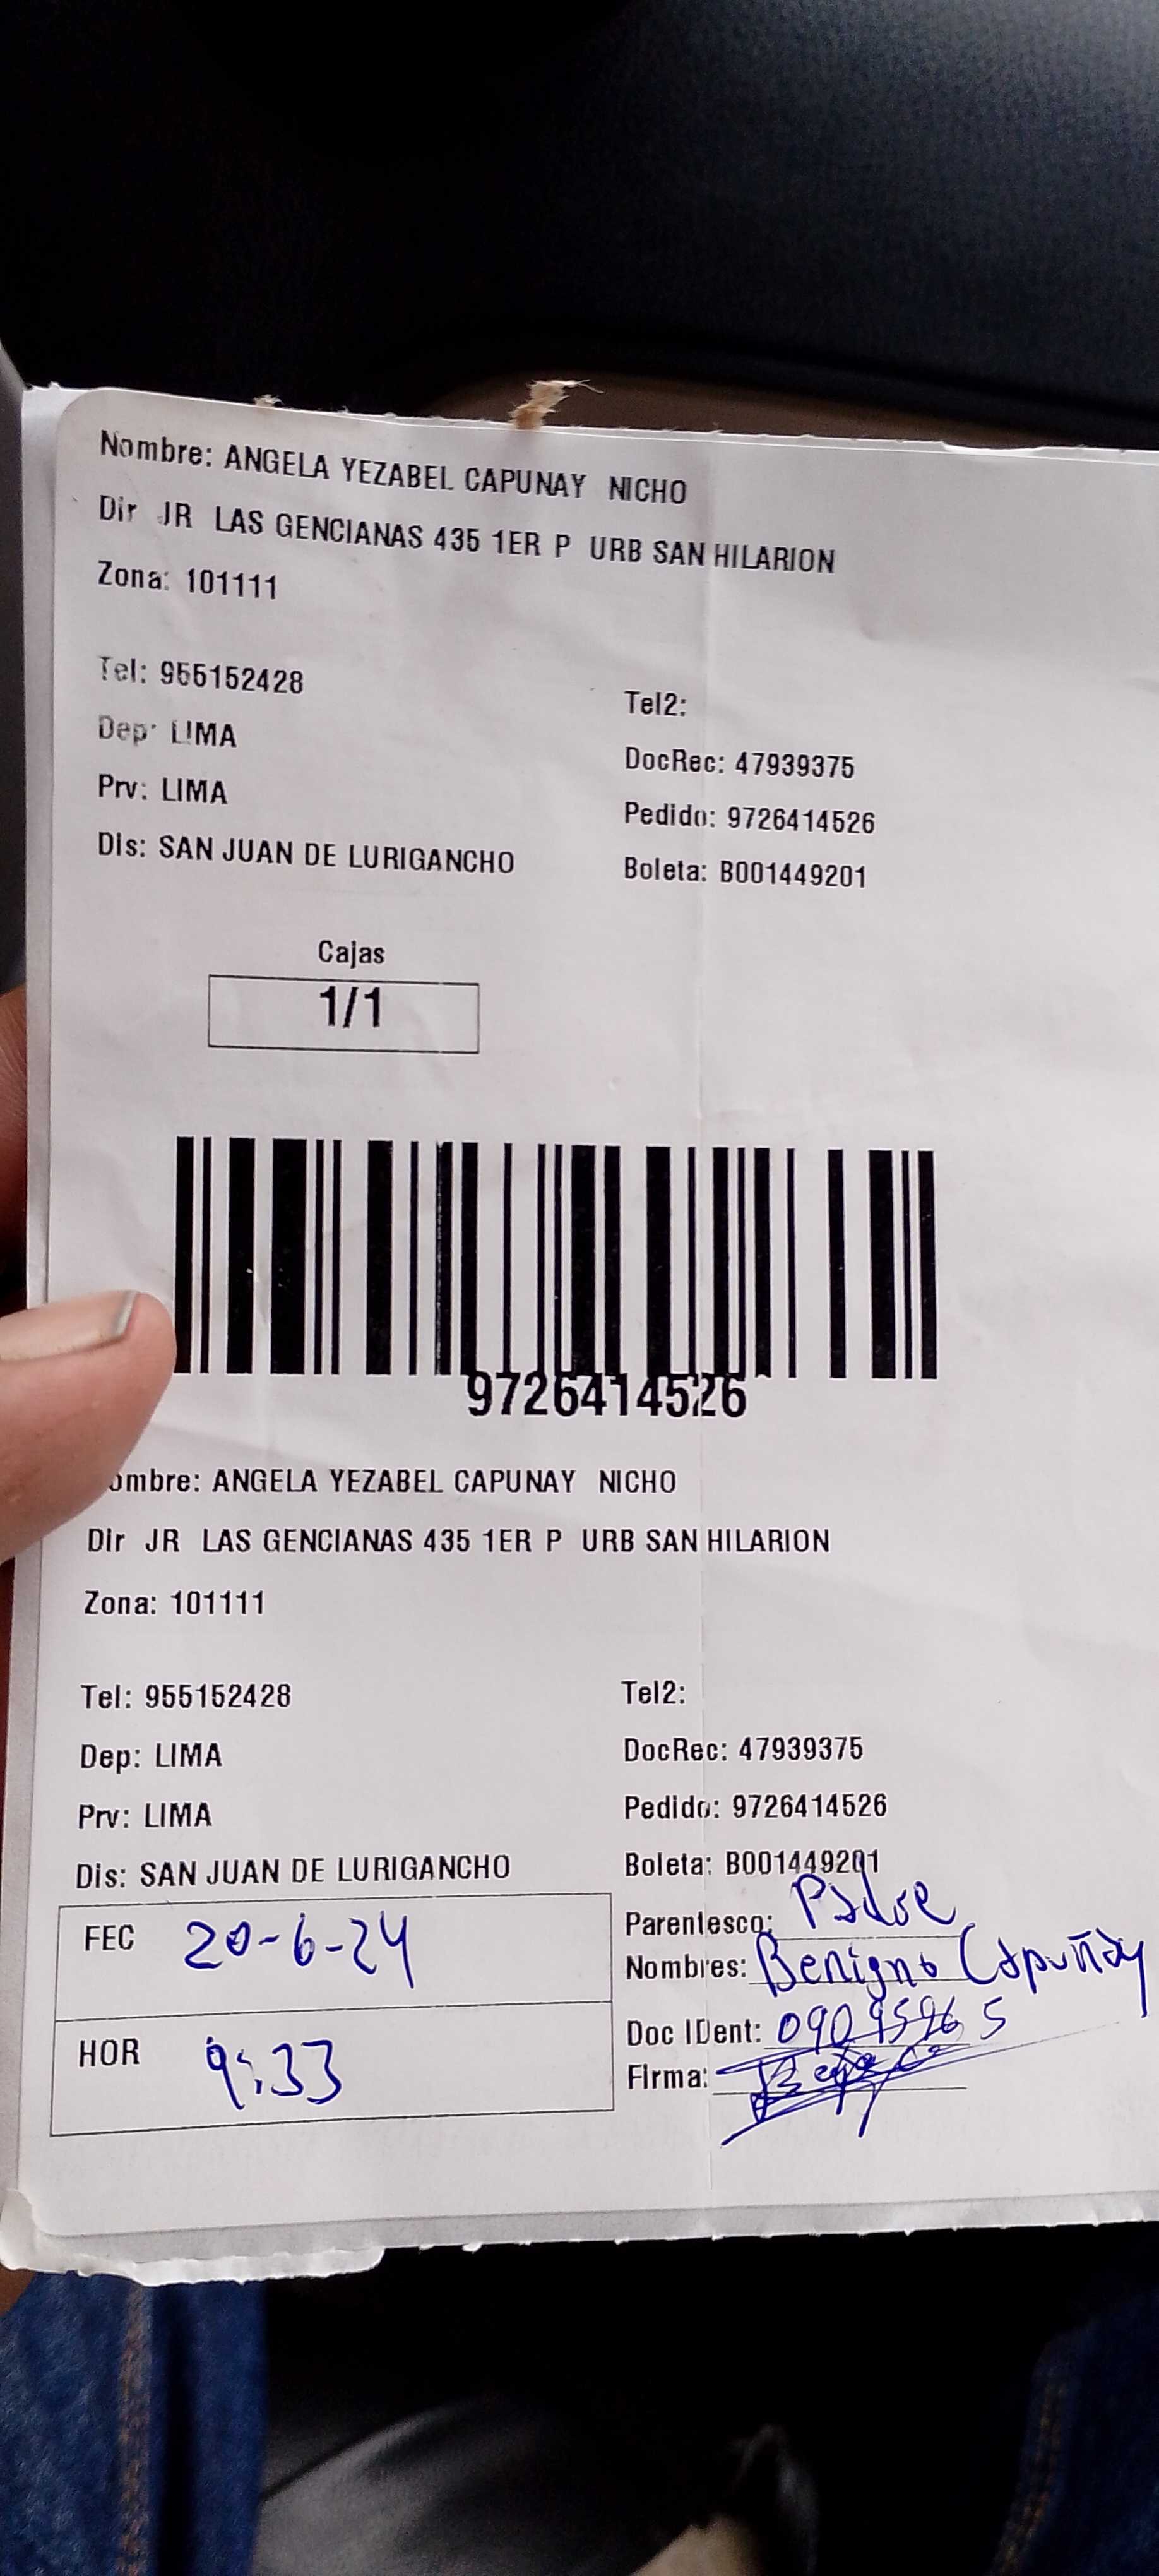 Nombre: ANGELA YEZABEL CAPUNAY NICHO
Dir JR LAS GENCIANAS 435 1ER P URB SAN HILARION
Zona: 101111
Tel: 955152428
Tel2:
Dep: LIMA
DocRec: 47939375
Prv: LIMA
Pedido: 9726414526
Dis: SAN JUAN DE LURIGANCHO
Boleta: B001449201
Cajas
1/1
9726414526
ombre: ANGELA YEZABEL CAPUNAY NICHO
Dir JR LAS GENCIANAS 435 1ER P URB SAN HILARION
Zona: 101111
Tel: 955152428
Tel2:
Dep: LIMA
DocRec: 47939375
Prv: LIMA
Pedido: 9726414526
Dis: SAN JUAN DE LURIGANCHO
Boleta: B001449201
FEC 20-6-24
Parentesco: Padre
Nombres: Benigno Capuñay
HOR 9:33
Doc IDent:
Firma: